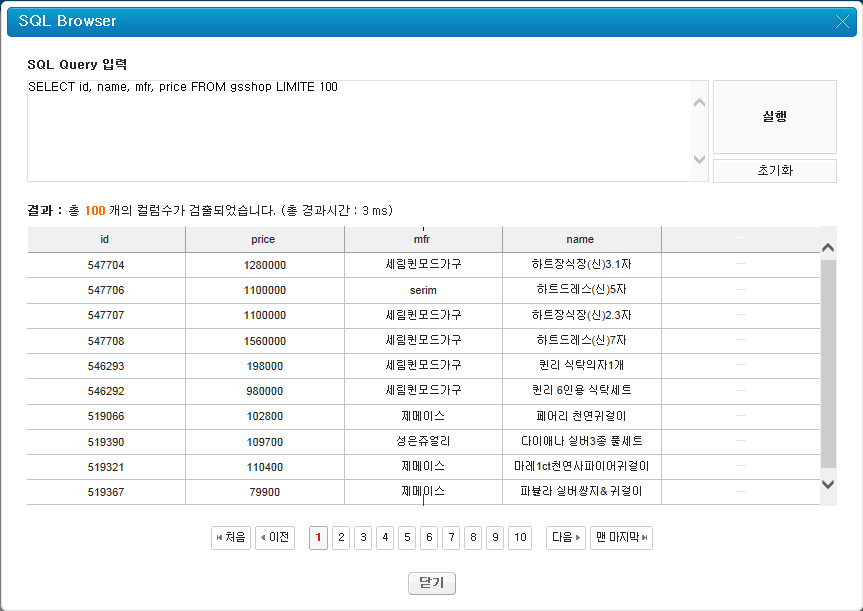 SQL Browser
SQL Query 입력
SELECT id, name, mfr, price FROM gsshop LIMITE 100
실행
초기화
결과 : 총 100 개의 컬럼수가 검출되었습니다. (총 경과시간 : 3 ms)
id price mfr name
547704 1280000 세림퀸모드가구 하트장식장(신)3.1자
547706 1100000 serim 하트드레스(신)5자
547707 1100000 세림퀸모드가구 하트장식장(신)2.3자
547708 1560000 세림퀸모드가구 하트드레스(신)7자
546293 198000 세림퀸모드가구 퀸리 식탁의자1개
546292 980000 세림퀸모드가구 퀸리 6인용 식탁세트
519066 102800 제메이스 페어리 천연귀걸이
519390 109700 성은쥬얼리 다이애나 실버3종 풀세트
519321 110400 제메이스 마레1ct천연사파이어귀걸이
519367 79900 제메이스 파뷸라 실버쌍지& 귀걸이
처음 이전 1 2 3 4 5 6 7 8 9 10 다음 맨 마지막
닫기